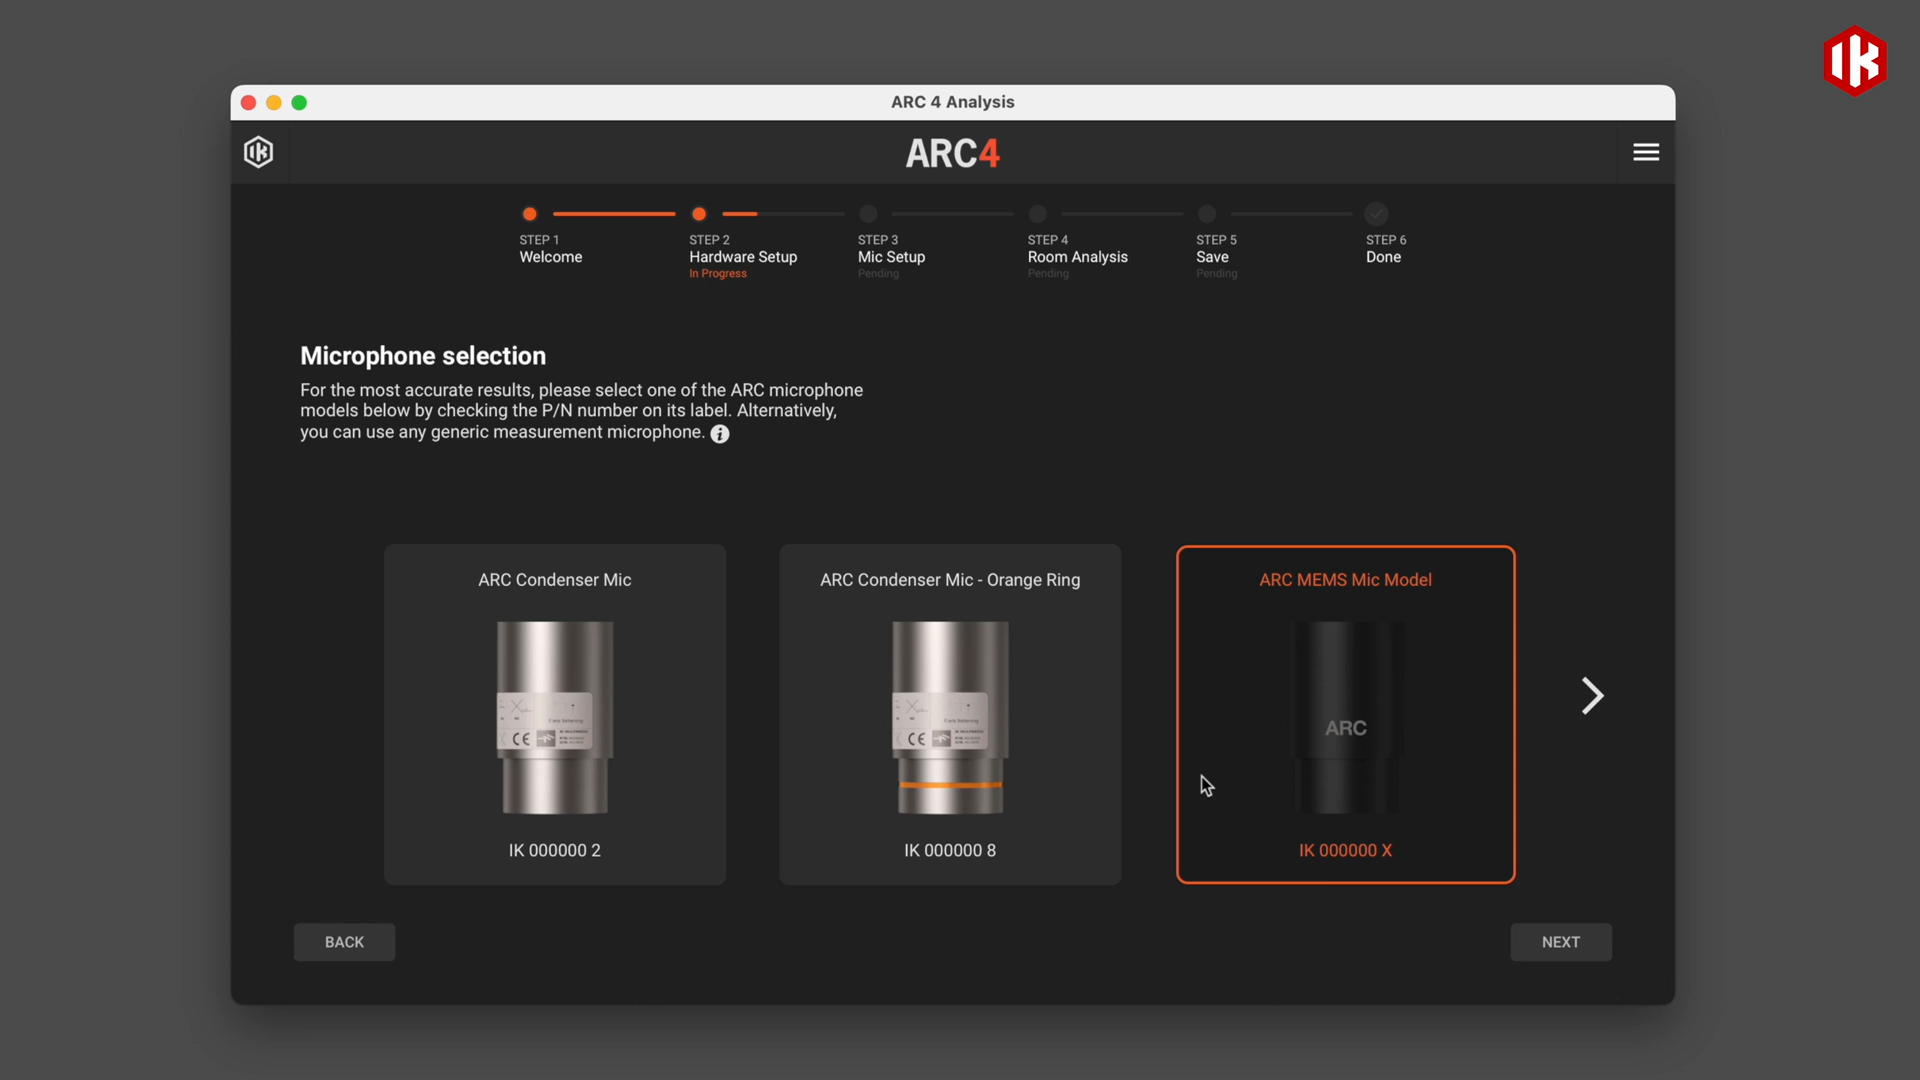 ARC 4 Analysis
IK
ARC4
STEP 1
Welcome
STEP 2
Hardware Setup
In Progress
STEP 3
Mic Setup
Pending
STEP 4
Room Analysis
Pending
STEP 5
Save
Pending
STEP 6
Done
Microphone selection
For the most accurate results, please select one of the ARC microphone
models below by checking the P/N number on its label. Alternatively,
you can use any generic measurement microphone.
ARC Condenser Mic
CE
IK 000000 2
ARC Condenser Mic - Orange Ring
CE
IK 000000 8
ARC MEMS Mic Model
ARC
IK 000000 X
BACK
NEXT
IK